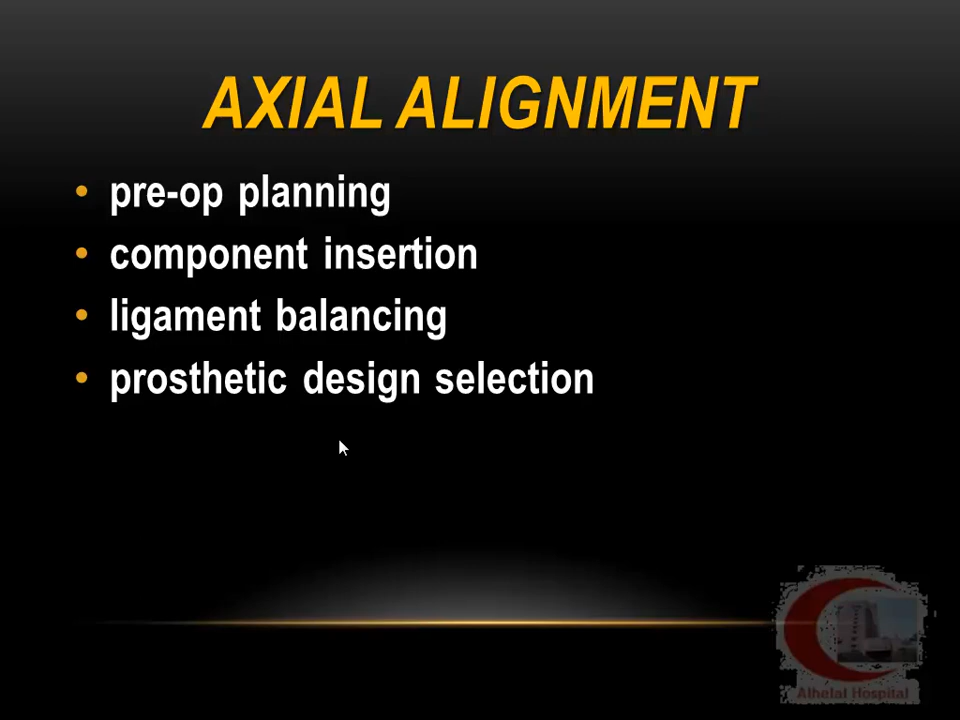 AXIAL ALIGNMENT
• pre-op planning
• component insertion
• ligament balancing
• prosthetic design selection
Alhelal Hospital